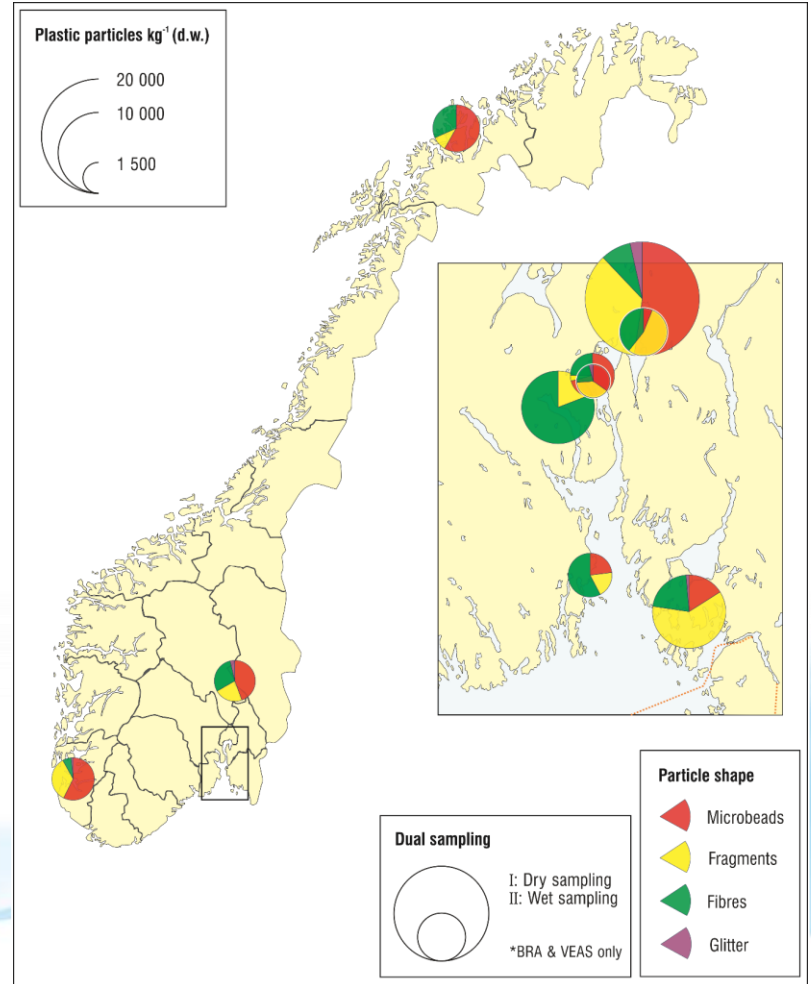 Plastic particles kg⁻¹ (d.w.)
20 000
10 000
1 500
Dual sampling
I: Dry sampling
II: Wet sampling
*BRA & VEAS only
Particle shape
Microbeads
Fragments
Fibres
Glitter